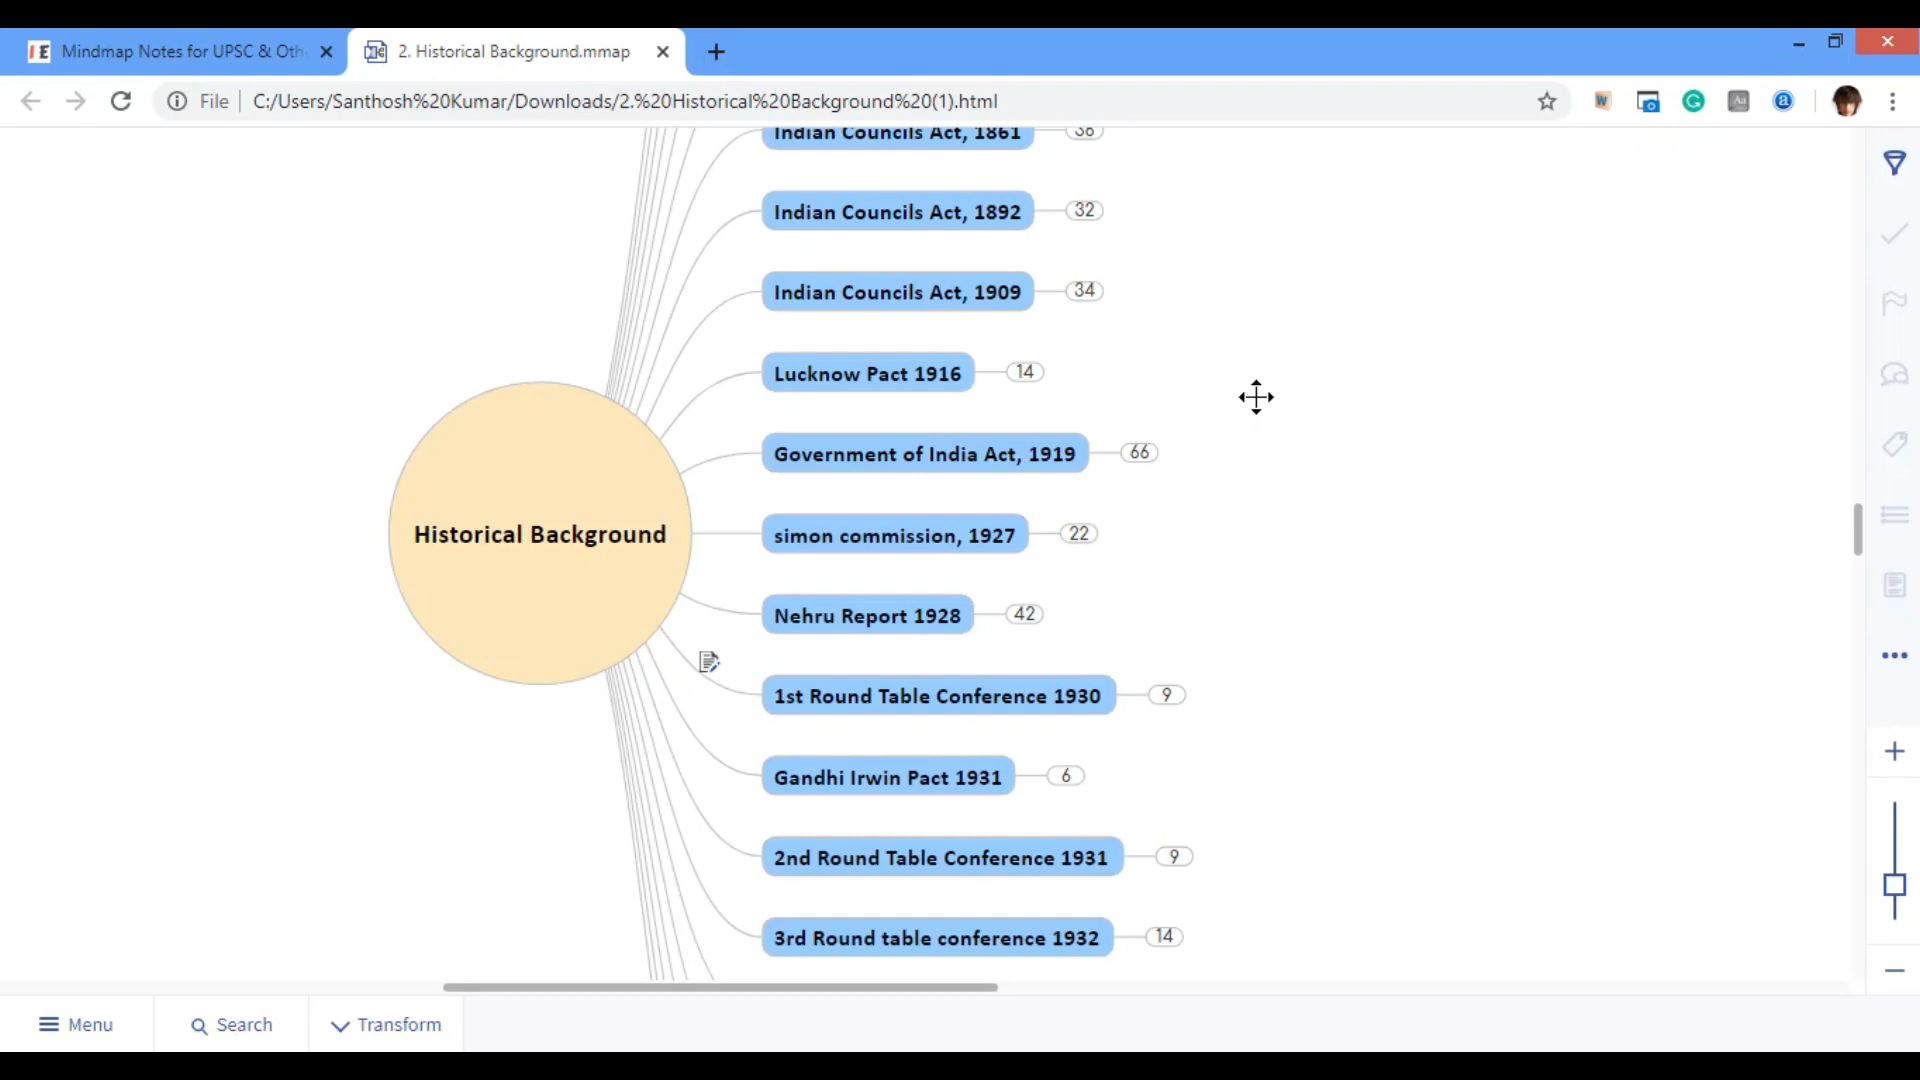 IE Mindmap Notes for UPSC & Oth
2. Historical Background.mmap
File C:/Users/Santhosh%20Kumar/Downloads/2.%20Historical%20Background%20(1).html
Indian Councils Act, 1861 38
Indian Councils Act, 1892 32
Indian Councils Act, 1909 34
Lucknow Pact 1916 14
Government of India Act, 1919 66
Historical Background
simon commission, 1927 22
Nehru Report 1928 42
1st Round Table Conference 1930 9
Gandhi Irwin Pact 1931 6
2nd Round Table Conference 1931 9
3rd Round table conference 1932 14
Menu Search Transform